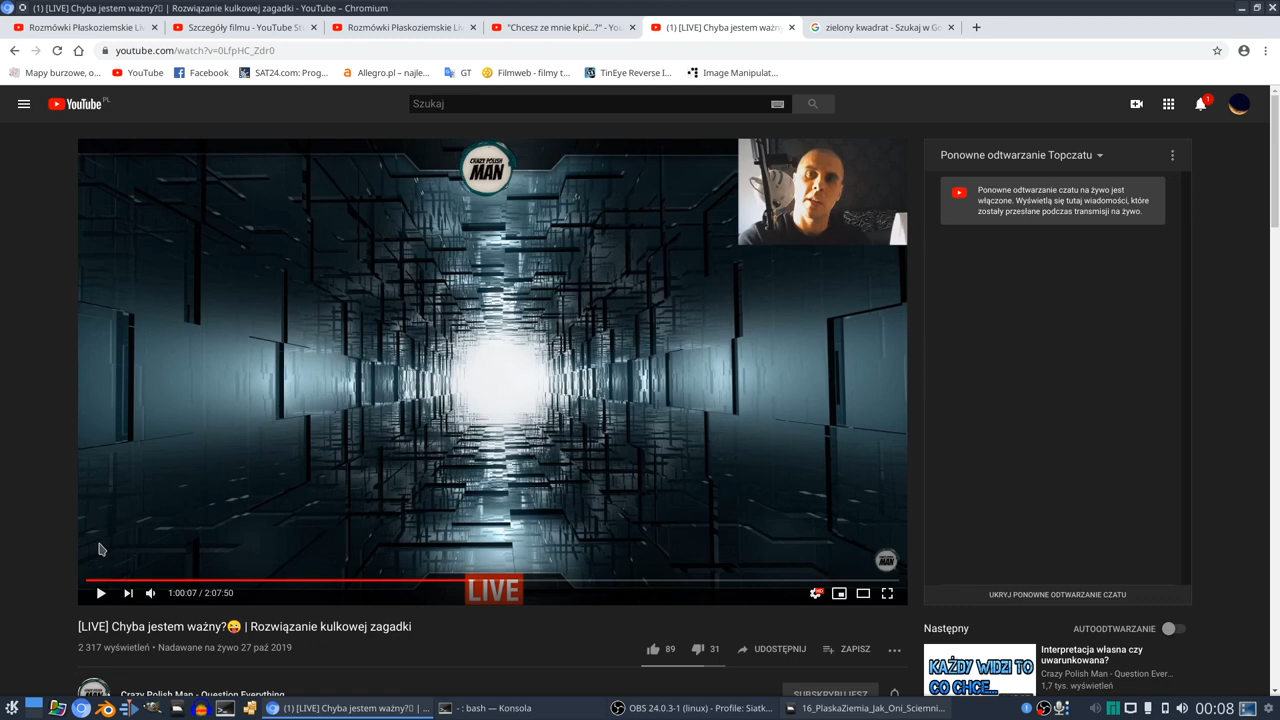 (1) [LIVE] Chyba jestem ważny? | Rozwiązanie kulkowej zagadki - YouTube – Chromium
Rozmówki Płaskoziemskie Li
Szczegóły filmu - YouTube St
Rozmówki Płaskoziemskie Li
"Chcesz ze mnie kpić...?" - You
(1) [LIVE] Chyba jestem ważn
zielony kwadrat - Szukaj w Go
youtube.com/watch?v=0LfpHC_Zdr0
Mapy burzowe, o...
YouTube
Facebook
SAT24.com: Prog...
Allegro.pl – najle...
GT
Filmweb - filmy t...
TinEye Reverse I...
Image Manipulat...
YouTube PL
Szukaj
1
CRAZY POLISH
MAN
Ponowne odtwarzanie Topczatu
Ponowne odtwarzanie czatu na żywo jest
włączone. Wyświetlą się tutaj wiadomości, które
zostały przesłane podczas transmisji na żywo.
MAN
LIVE
1:00:07 / 2:07:50
HD
UKRYJ PONOWNE ODTWARZANIE CZATU
[LIVE] Chyba jestem ważny?😜 | Rozwiązanie kulkowej zagadki
2 317 wyświetleń • Nadawane na żywo 27 paź 2019
89
31
UDOSTĘPNIJ
ZAPISZ
Następny
AUTOODTWARZANIE
KAŻDY WIDZI TO
CO CHCE...
Interpretacja własna czy
uwarunkowana?
Crazy Polish Man - Question Ever...
1,7 tys. wyświetleń
Crazy Polish Man - Question Everything
SUBSKRYBUJESZ
(1) [LIVE] Chyba jestem ważny? | ...
- : bash — Konsola
OBS 24.0.3-1 (linux) - Profile: Siatk...
16_PlaskaZiemia_Jak_Oni_Sciemni...
00:08